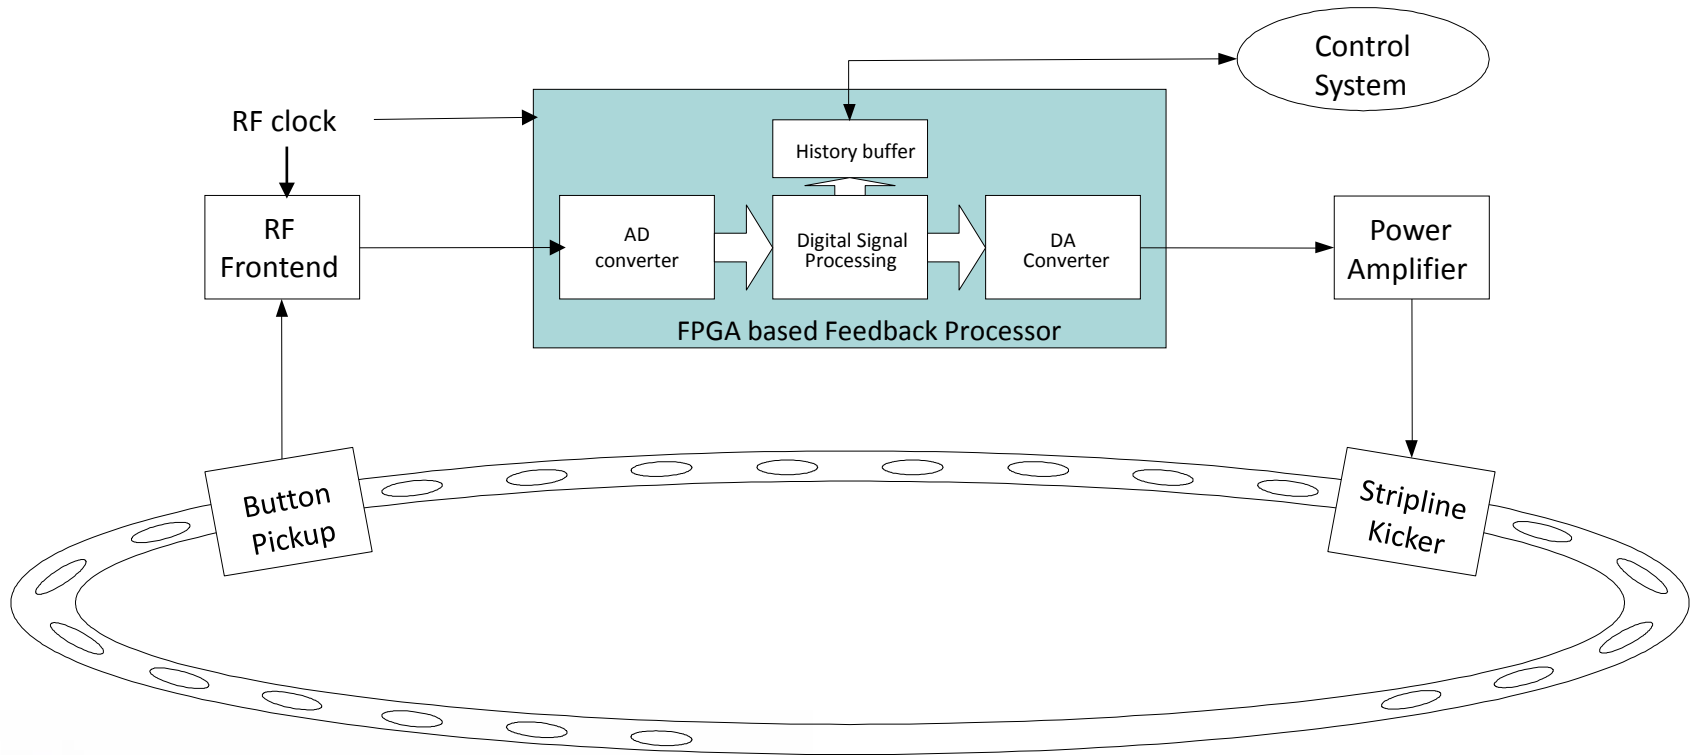 Control
System
RF clock
History buffer
RF
Frontend
AD
converter
Digital Signal
Processing
DA
Converter
Power
Amplifier
FPGA based Feedback Processor
Button
Pickup
Stripline
Kicker